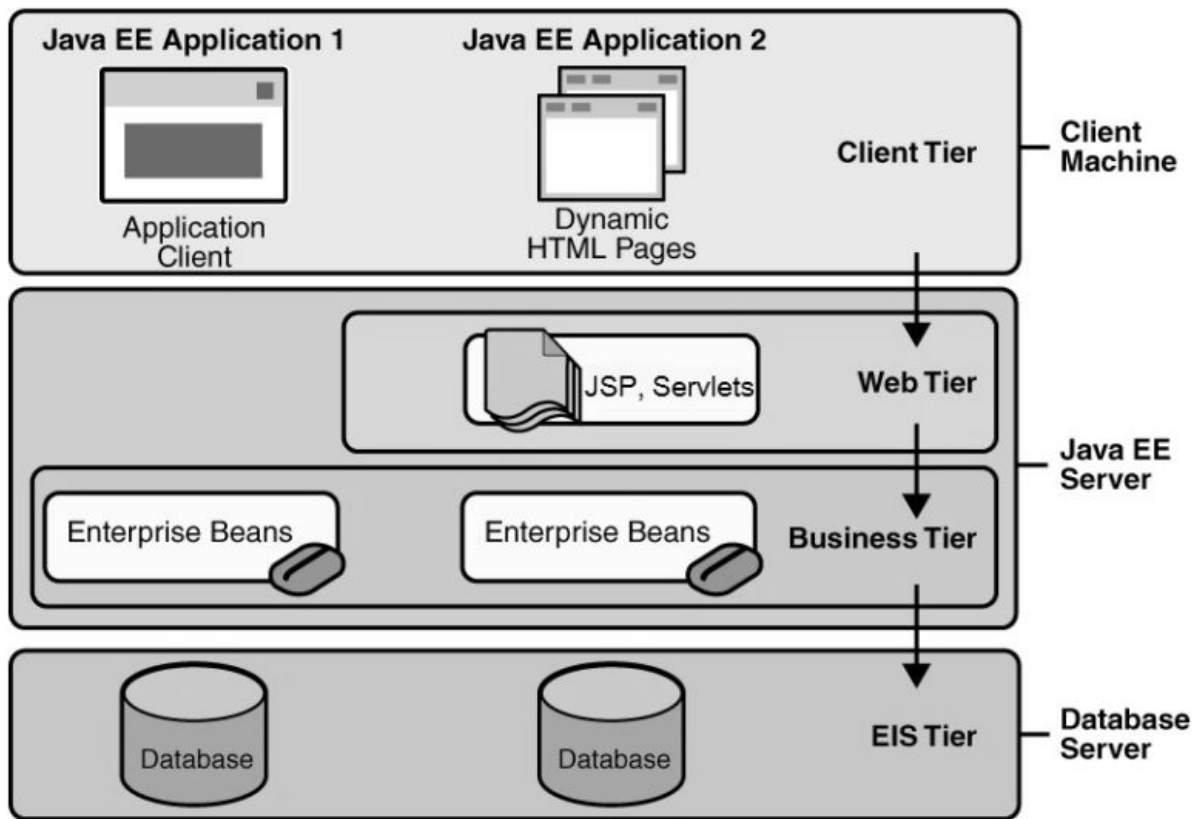 Java EE Application 1
Java EE Application 2
Application
Client
Dynamic
HTML Pages
Client Tier
Client
Machine
JSP, Servlets
Web Tier
Java EE
Server
Enterprise Beans
Enterprise Beans
Business Tier
Database
Database
EIS Tier
Database
Server